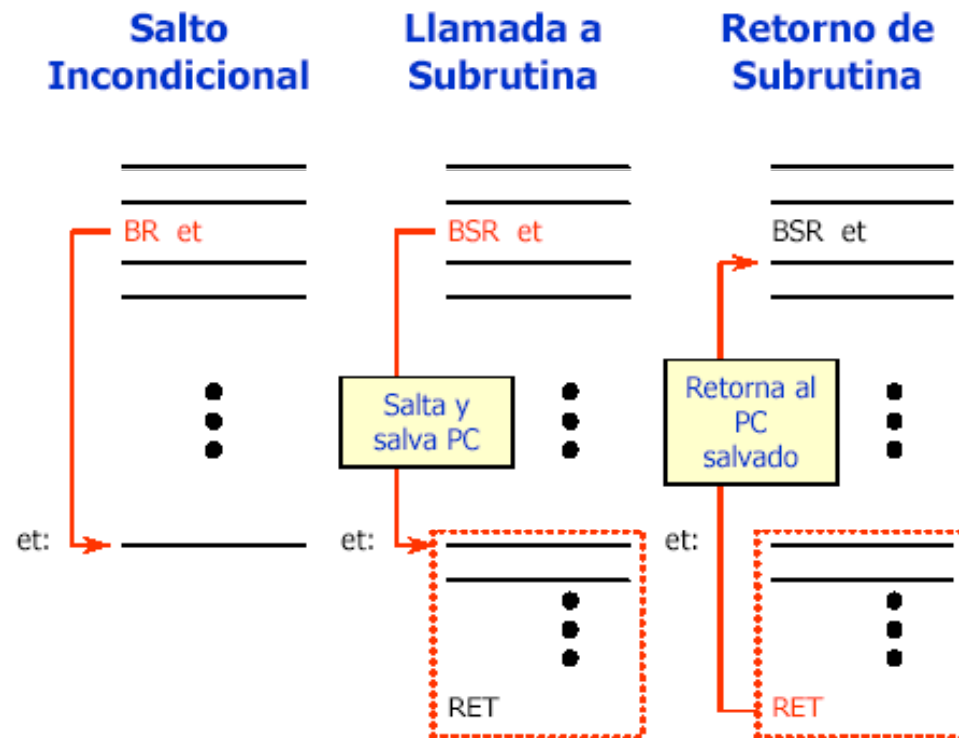 Salto
Incondicional
Llamada a
Subrutina
Retorno de
Subrutina
BR et
BSR et
BSR et
Salta y
salva PC
Retorna al
PC
salvado
et:
et:
et:
RET
RET